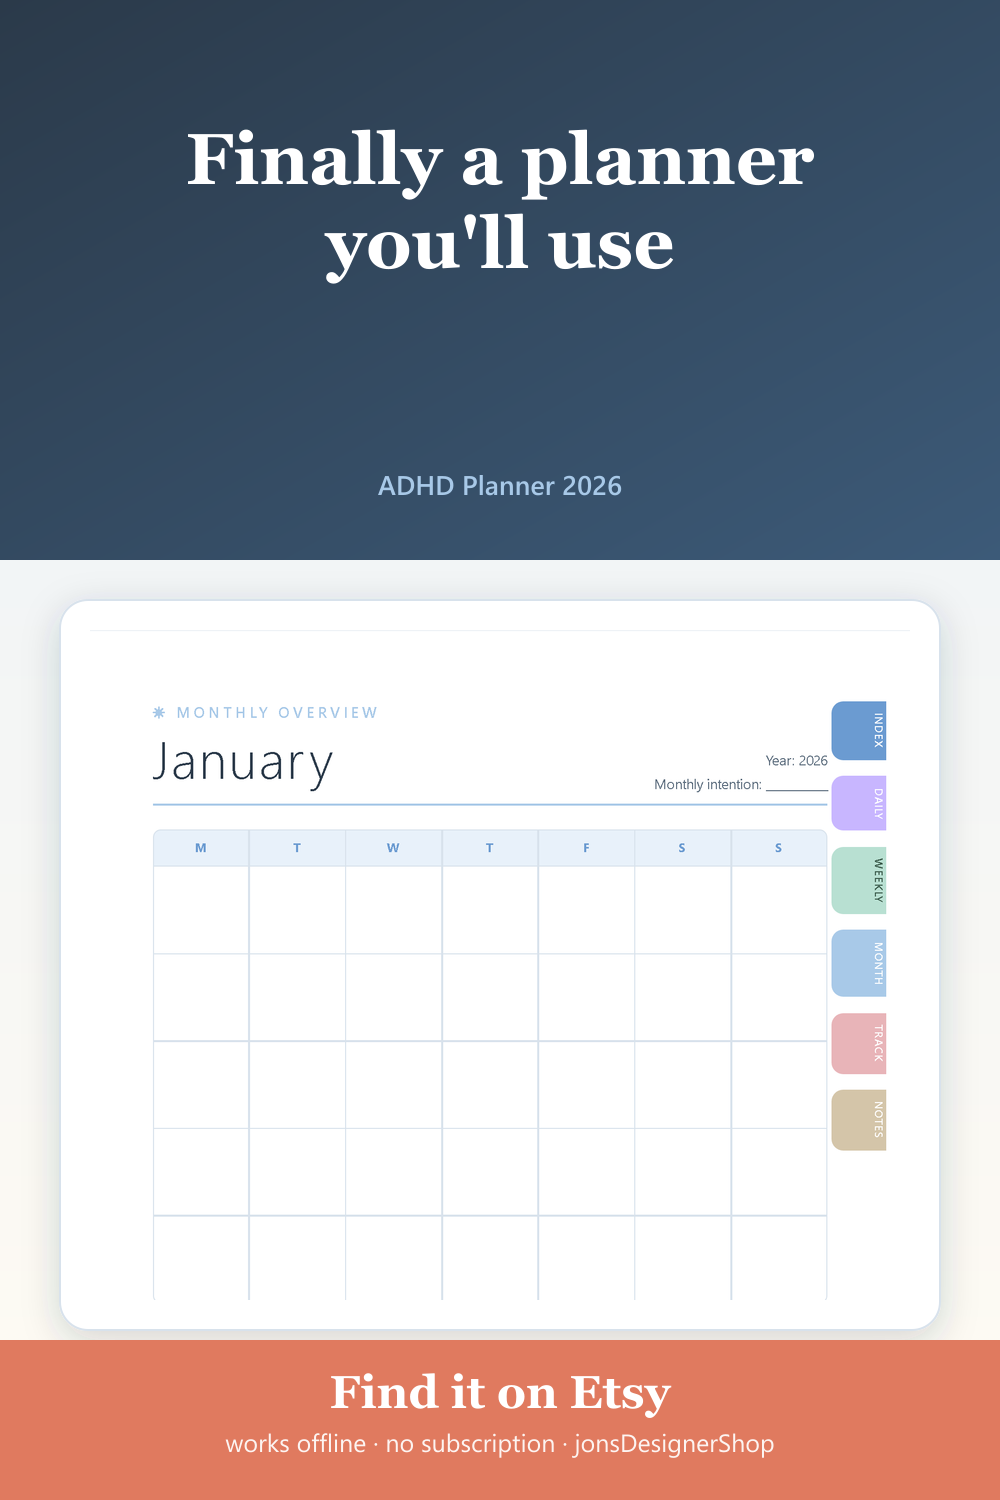 Finally a planner
you'll use
ADHD Planner 2026
✷ MONTHLY OVERVIEW
January
Year: 2026
Monthly intention: ________
M T W T F S S
INDEX
DAILY
WEEKLY
MONTH
TRACK
NOTES
Find it on Etsy
works offline · no subscription · jonsDesignerShop